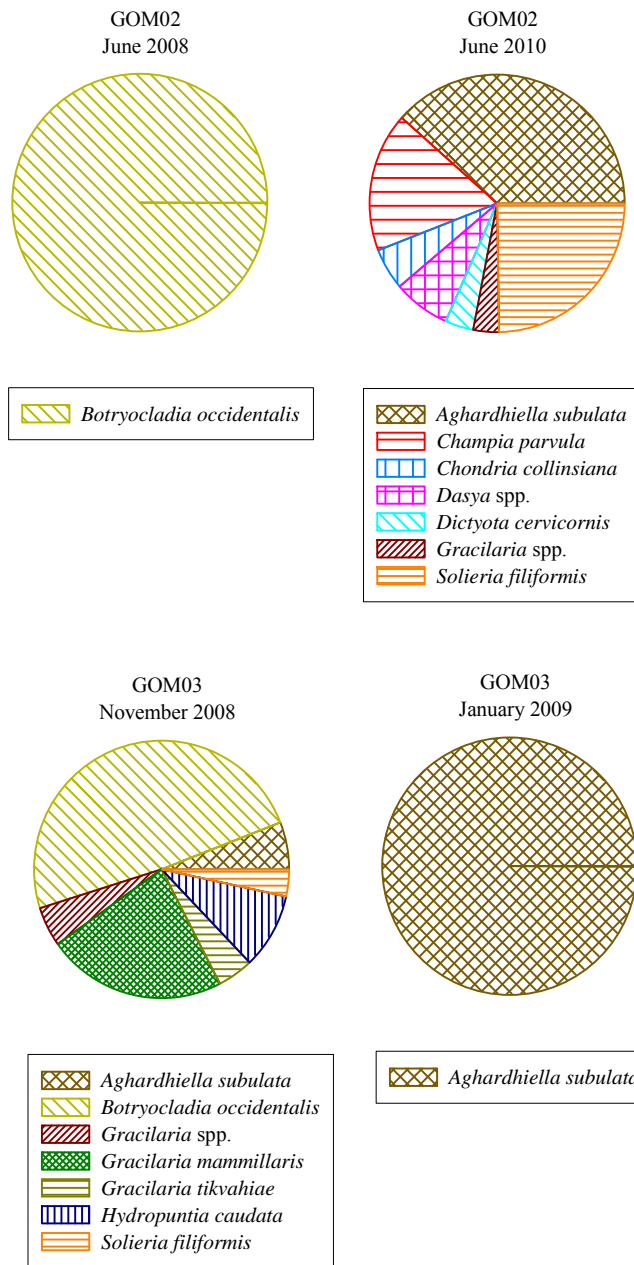 GOM02
June 2008
GOM02
June 2010
Botryocladia occidentalis
Aghardhiella subulata
Champia parvula
Chondria collinsiana
Dasya spp.
Dictyota cervicornis
Gracilaria spp.
Solieria filiformis
GOM03
November 2008
GOM03
January 2009
Aghardhiella subulata
Botryocladia occidentalis
Gracilaria spp.
Gracilaria mammillaris
Gracilaria tikvahiae
Hydropuntia caudata
Solieria filiformis
Aghardhiella subulata